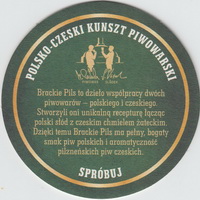 POLSKO-CZESKI KUNSZT PIWOWARSKI
Brackie Pils to dzieło współpracy dwóch
piwowarów – polskiego i czeskiego.
Stworzyli oni unikalną recepturę łącząc
polski słód z czeskim chmielem żateckim.
Dzięki temu Brackie Pils ma pełny, bogaty
smak piw polskich i aromatyczność
pilzneńskich piw czeskich.
SPRÓBUJ